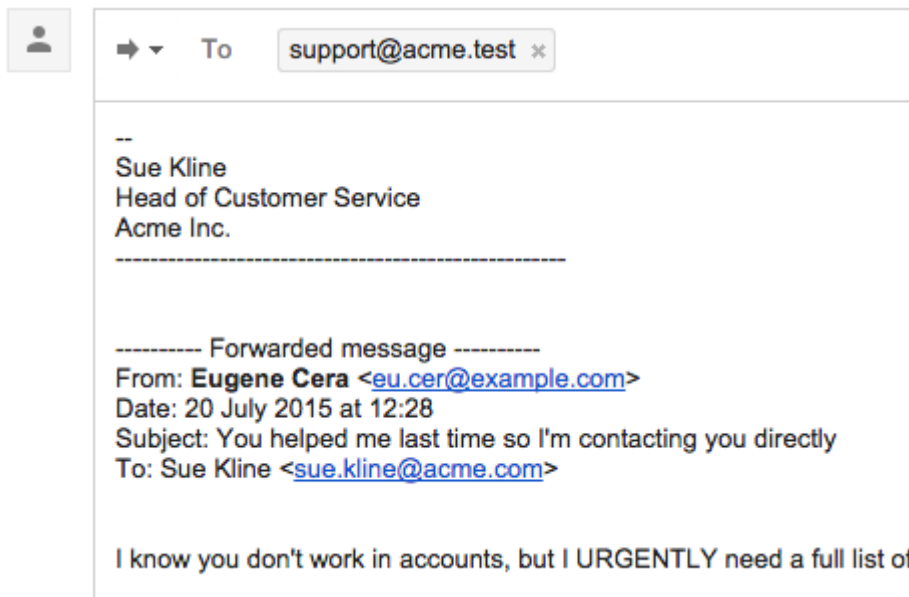 To support@acme.test ×
--
Sue Kline
Head of Customer Service
Acme Inc.
----------------------------------------------------
---------- Forwarded message ----------
From: Eugene Cera <eu.cer@example.com>
Date: 20 July 2015 at 12:28
Subject: You helped me last time so I'm contacting you directly
To: Sue Kline <sue.kline@acme.com>
I know you don't work in accounts, but I URGENTLY need a full list of